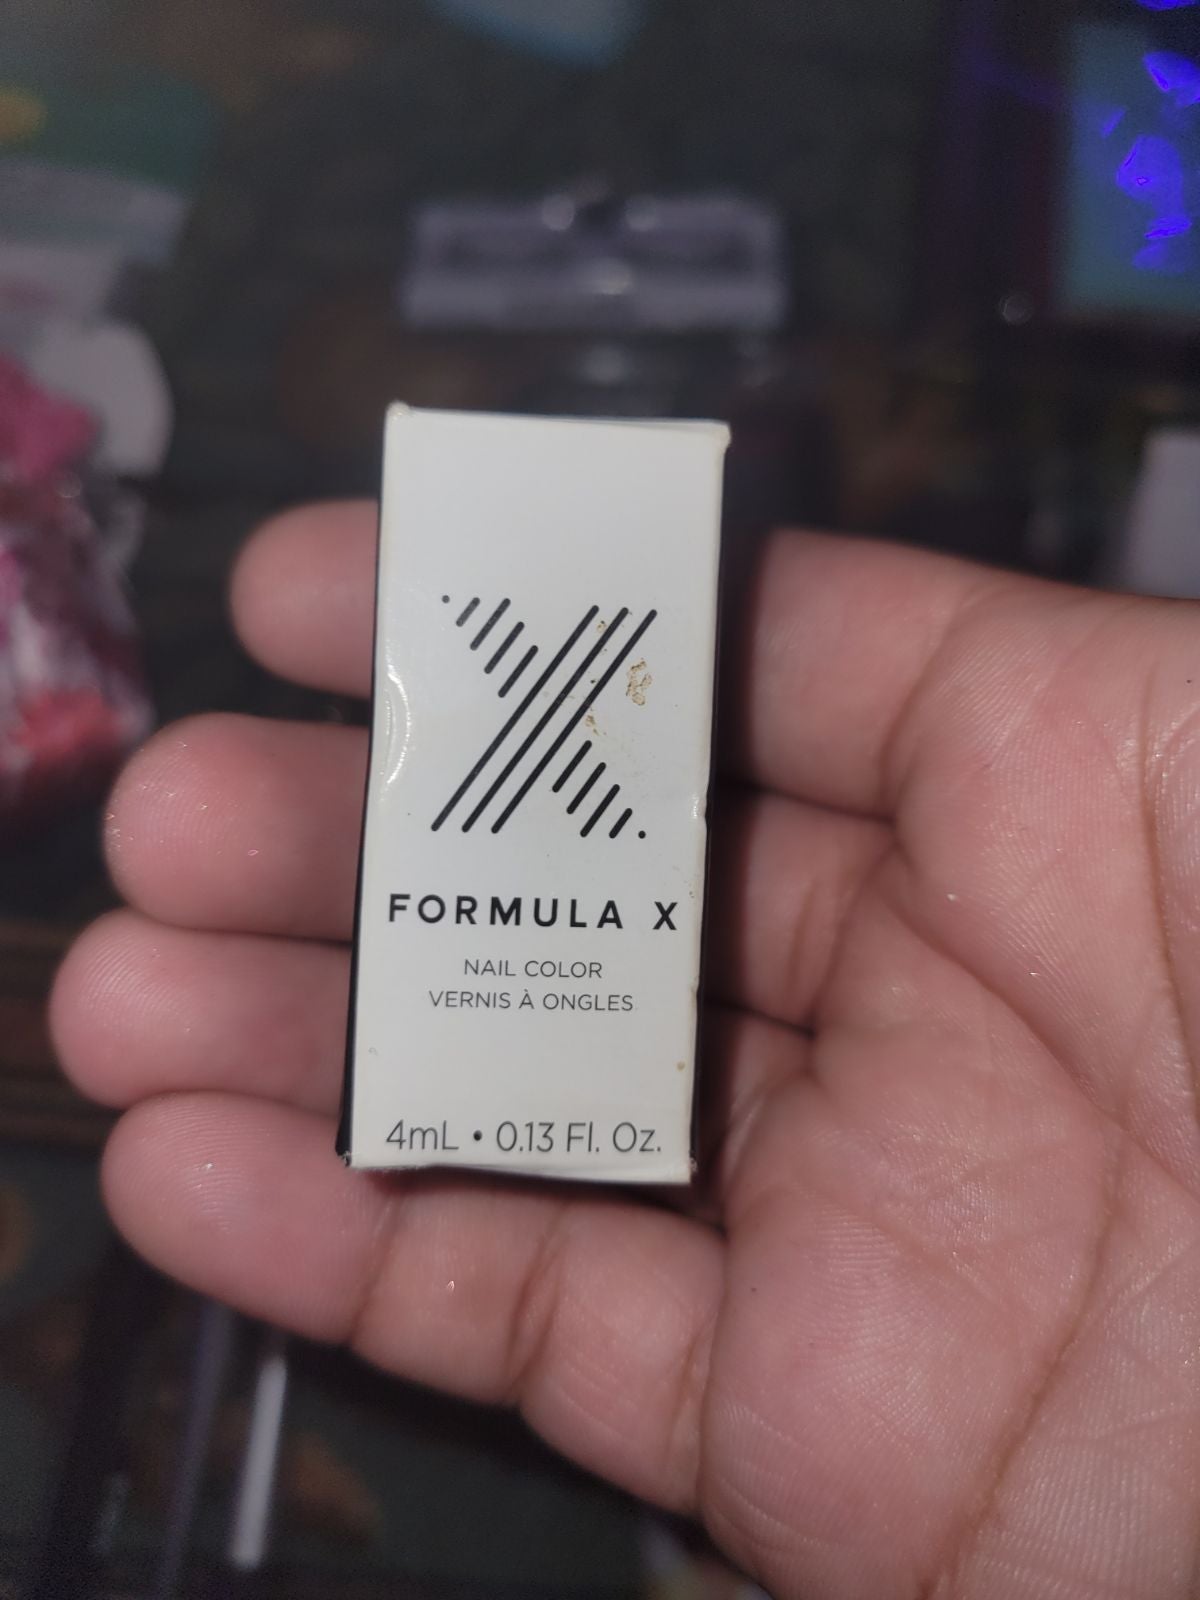 FORMULA X
NAIL COLOR
VERNIS À ONGLES
4mL • 0.13 Fl. Oz.